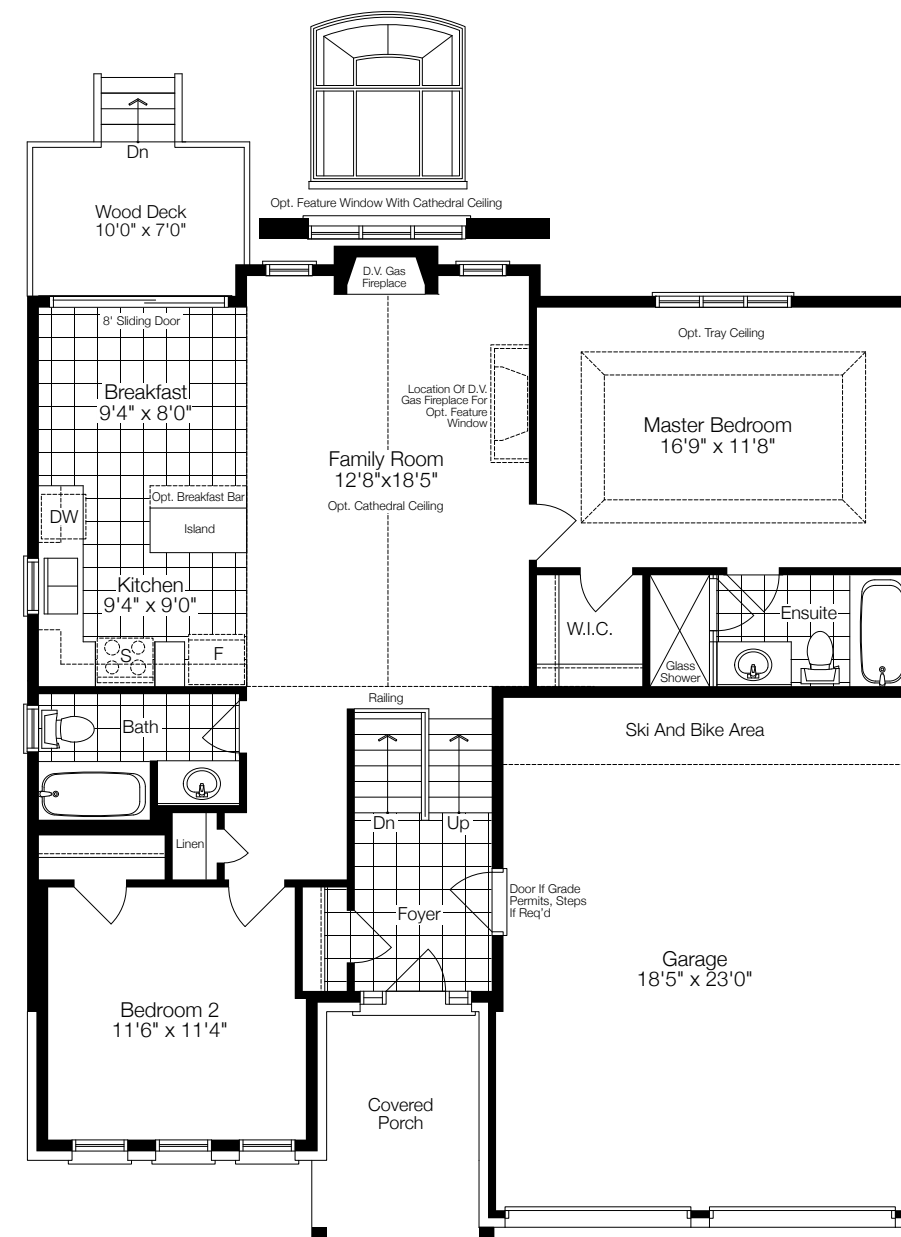 Dn
Wood Deck
10'0" x 7'0"
Opt. Feature Window With Cathedral Ceiling
D.V. Gas
Fireplace
8' Sliding Door
Opt. Tray Ceiling
Breakfast
9'4" x 8'0"
Location Of D.V.
Gas Fireplace For
Opt. Feature
Window
Master Bedroom
16'9" x 11'8"
Family Room
12'8"x18'5"
Opt. Cathedral Ceiling
Opt. Breakfast Bar
Island
DW
Kitchen
9'4" x 9'0"
S
F
W.I.C.
Ensuite
Glass
Shower
Railing
Bath
Ski And Bike Area
Dn
Up
Linen
Door If Grade
Permits, Steps
If Req'd
Foyer
Garage
18'5" x 23'0"
Bedroom 2
11'6" x 11'4"
Covered
Porch